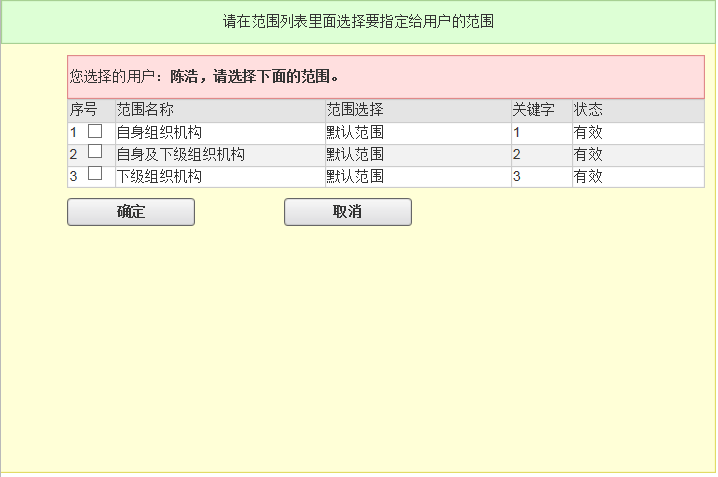 请在范围列表里面选择要指定给用户的范围
您选择的用户：陈浩，请选择下面的范围。
序号 范围名称 范围选择 关键字 状态
1 自身组织机构 默认范围 1 有效
2 自身及下级组织机构 默认范围 2 有效
3 下级组织机构 默认范围 3 有效
确定 取消